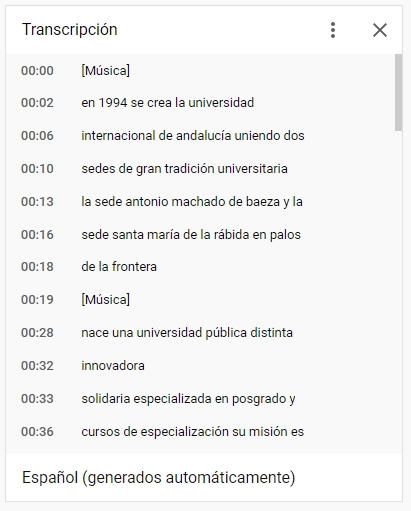 Transcripción
00:00 [Música]
00:02 en 1994 se crea la universidad
00:06 internacional de andalucía uniendo dos
00:10 sedes de gran tradición universitaria
00:13 la sede antonio machado de baeza y la
00:16 sede santa maría de la rábida en palos
00:18 de la frontera
00:19 [Música]
00:28 nace una universidad pública distinta
00:32 innovadora
00:33 solidaria especializada en posgrado y
00:36 cursos de especialización su misión es
Español (generados automáticamente)